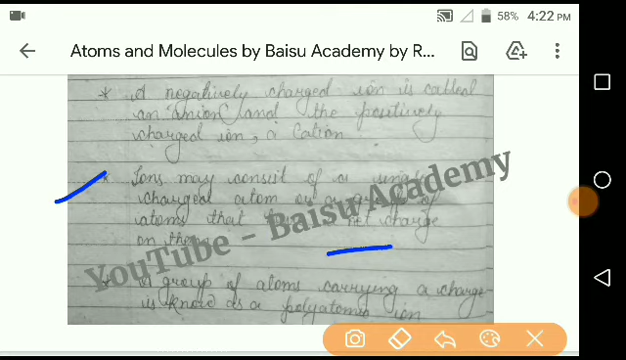 58% 4:22 PM
Atoms and Molecules by Baisu Academy by R...
* A negatively charged ion is called
an 'anion' and the positively
charged ion, a Cation.
* Ions may consist of a single
charged atom or a group of
atoms that have a net charge
on them.
YouTube - Baisu Academy
* A group of atoms carrying a charge
is know as a polyatomic ion